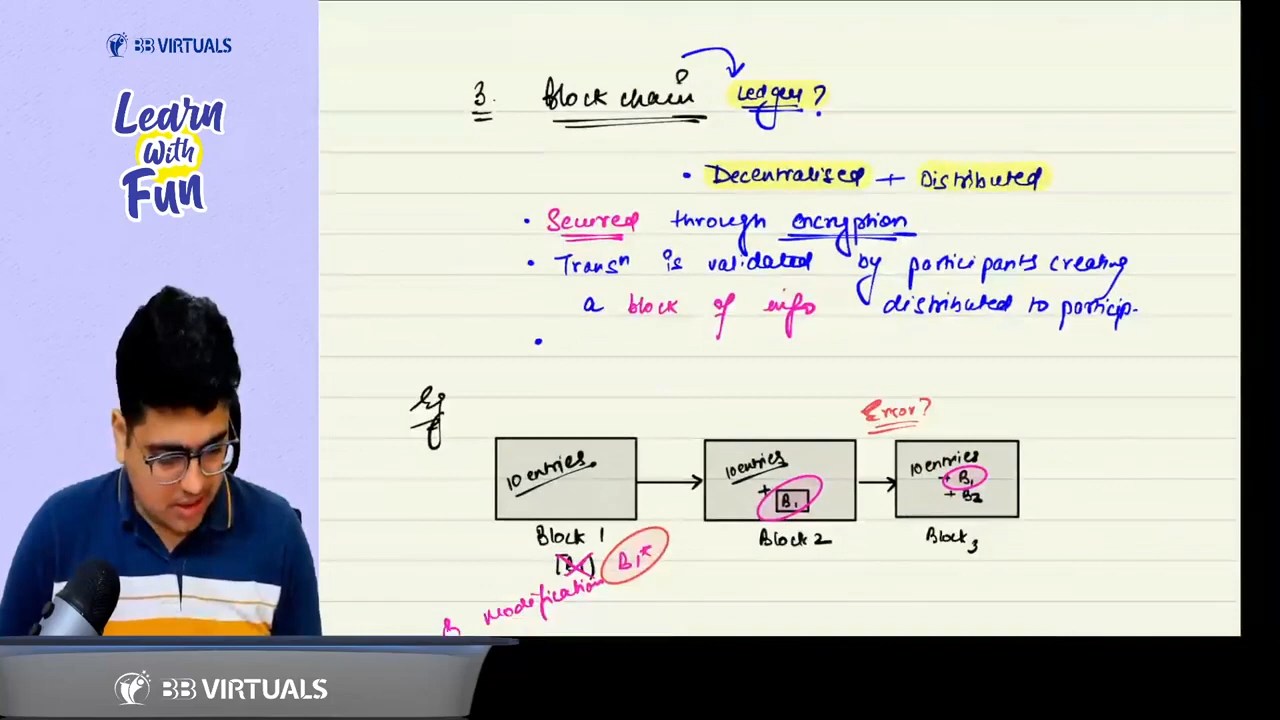 BB VIRTUALS
Learn
With
Fun
3. Blockchain Ledger?
• Decentralised + Distributed
• Secured through encryption
• Transⁿ is validated by participants creating
a block of info distributed to particip.
Eg
Error?
10 entries
10 entries
+ B1
10 entries
+ B1
+ B2
Block 1
Block 2
Block 3
[B1] B1*
modification
BB VIRTUALS